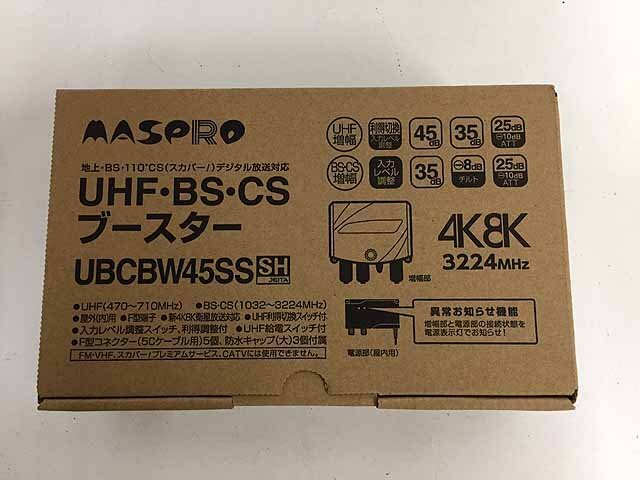 MASPRO
地上・BS・110°CS(スカパー!)デジタル放送対応
UHF・BS・CS
ブースター
UBCBW45SS SH JEITA
UHF増幅 利得切換 入力レベル調整 45dB 35dB 25dB ⊖10dB ATT
BS・CS増幅 入力レベル調整 35dB ⊖8dB チルト 25dB ⊖10dB ATT
4K8K
3224MHz
増幅部
●UHF(470〜710MHz) ●BS・CS(1032〜3224MHz)
●屋外(内)用 ●F型端子 ●新4K8K衛星放送対応 ●UHF利得切換スイッチ付
●入力レベル調整スイッチ、利得調整付 ●UHF給電スイッチ付
●F型コネクター(5Cケーブル用)5個、防水キャップ(大)3個付属
FM・VHF、スカパー!プレミアムサービス、CATVには使用できません。
電源部(屋内用)
異常お知らせ機能
増幅部と電源部の接続状態を
電源表示灯でお知らせ!